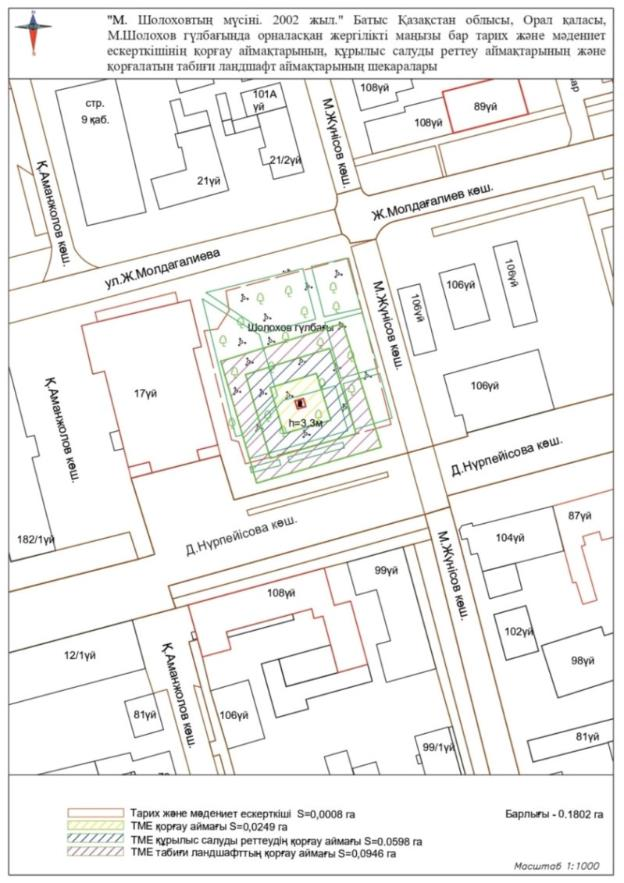 "М. Шолоховтың мүсіні. 2002 жыл." Батыс Қазақстан облысы, Орал қаласы,
М.Шолохов гүлбағында орналасқан жергілікті маңызы бар тарих және мәдениет
ескерткішінің қорғау аймақтарының, құрылыс салуды реттеу аймақтарының және
қорғалатын табиғи ландшафт аймақтарының шекаралары
стр.
9 қаб.
101А
үй
108үй
108үй
89үй
21үй
21/2үй
М.Жүнісов көш.
Қ.Аманжолов көш.
Ж.Молдағалиев көш.
ул.Ж.Молдагалиева
Шолохов гүлбағы
h=3,3м
М.Жүнісов көш.
106үй
106үй
106үй
106үй
17үй
Қ.Аманжолов көш.
182/1үй
Д.Нұрпейісова көш.
Д.Нұрпейісова көш.
М.Жүнісов көш.
104үй
87үй
99үй
108үй
102үй
98үй
12/1үй
Қ.Аманжолов көш.
81үй
106үй
99/1үй
81үй
Тарих және мәдениет ескерткіші S=0,0008 га
ТМЕ қорғау аймағы S=0,0249 га
ТМЕ құрылыс салуды реттеудің қорғау аймағы S=0.0598 га
ТМЕ табиғи ландшафттың қорғау аймағы S=0,0946 га
Барлығы - 0.1802 га
Масштаб 1:1000